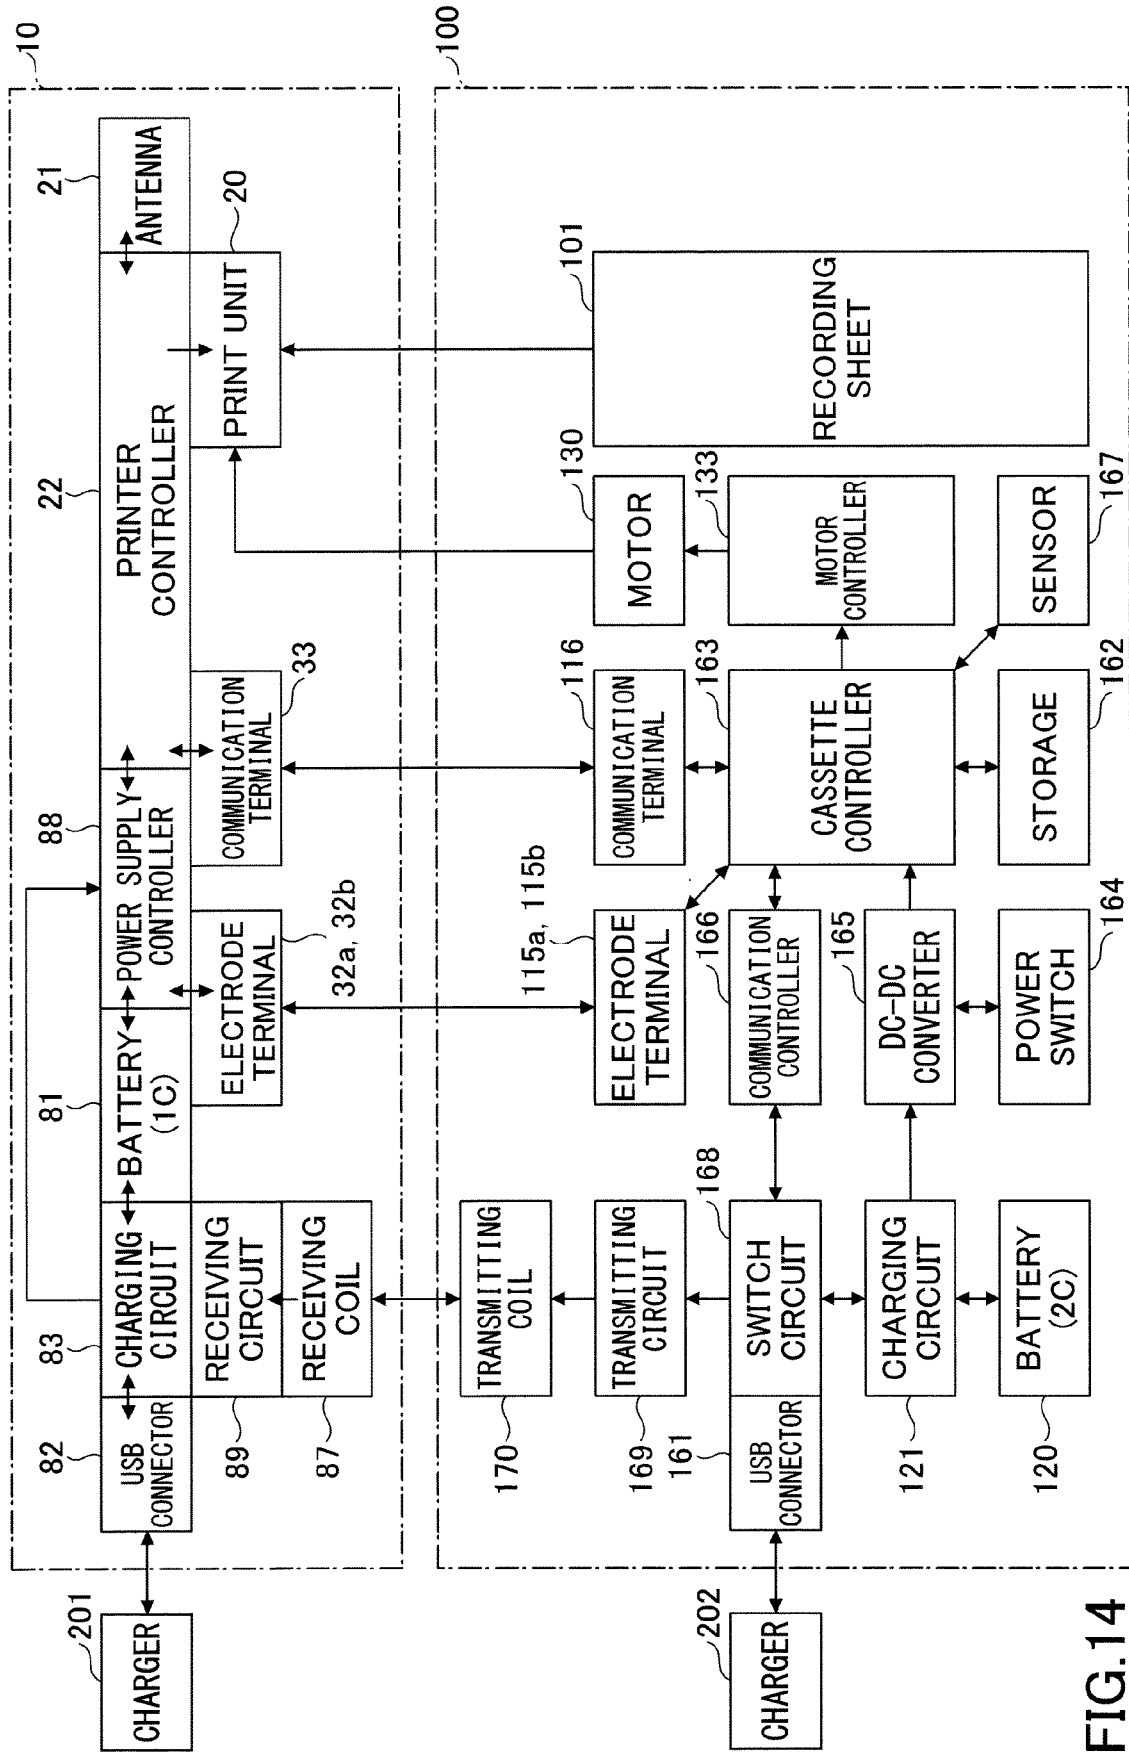 10
201
CHARGER
82
USB
CONNECTOR
83
CHARGING
CIRCUIT
81
BATTERY
(1C)
88
POWER SUPPLY
CONTROLLER
22
PRINTER
CONTROLLER
21
ANTENNA
89
RECEIVING
CIRCUIT
87
RECEIVING
COIL
ELECTRODE
TERMINAL
32a, 32b
COMMUNICATION
TERMINAL
33
PRINT UNIT
20
100
170
TRANSMITTING
COIL
169
TRANSMITTING
CIRCUIT
115a, 115b
ELECTRODE
TERMINAL
116
COMMUNICATION
TERMINAL
130
MOTOR
101
RECORDING
SHEET
202
CHARGER
161
USB
CONNECTOR
168
SWITCH
CIRCUIT
166
COMMUNICATION
CONTROLLER
163
CASSETTE
CONTROLLER
133
MOTOR
CONTROLLER
121
CHARGING
CIRCUIT
165
DC-DC
CONVERTER
120
BATTERY
(2C)
164
POWER
SWITCH
162
STORAGE
167
SENSOR
FIG.14